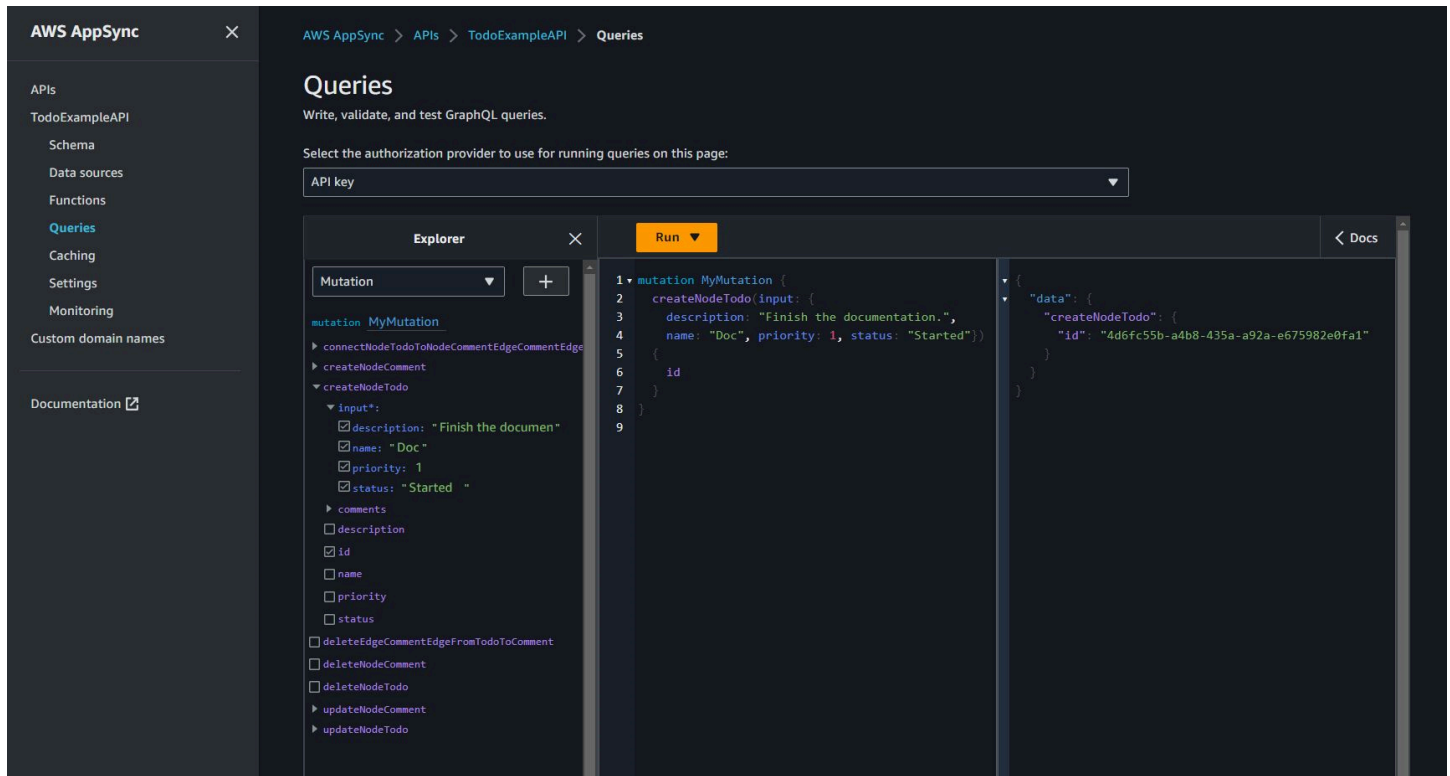 AWS AppSync
APIs
TodoExampleAPI
Schema
Data sources
Functions
Queries
Caching
Settings
Monitoring
Custom domain names
Documentation
AWS AppSync > APIs > TodoExampleAPI > Queries
Queries
Write, validate, and test GraphQL queries.
Select the authorization provider to use for running queries on this page:
API key
Explorer
Mutation
+
mutation MyMutation
connectNodeTodoToNodeCommentEdgeCommentEdge
createNodeComment
createNodeTodo
input*:
description: "Finish the documen"
name: "Doc"
priority: 1
status: "Started "
comments
description
id
name
priority
status
deleteEdgeCommentEdgeFromTodoToComment
deleteNodeComment
deleteNodeTodo
updateNodeComment
updateNodeTodo
Run
1 mutation MyMutation {
2 createNodeTodo(input: {
3 description: "Finish the documentation.",
4 name: "Doc", priority: 1, status: "Started"})
5 {
6 id
7 }
8 }
9
< Docs
{
"data": {
"createNodeTodo": {
"id": "4d6fc55b-a4b8-435a-a92a-e675982e0fa1"
}
}
}